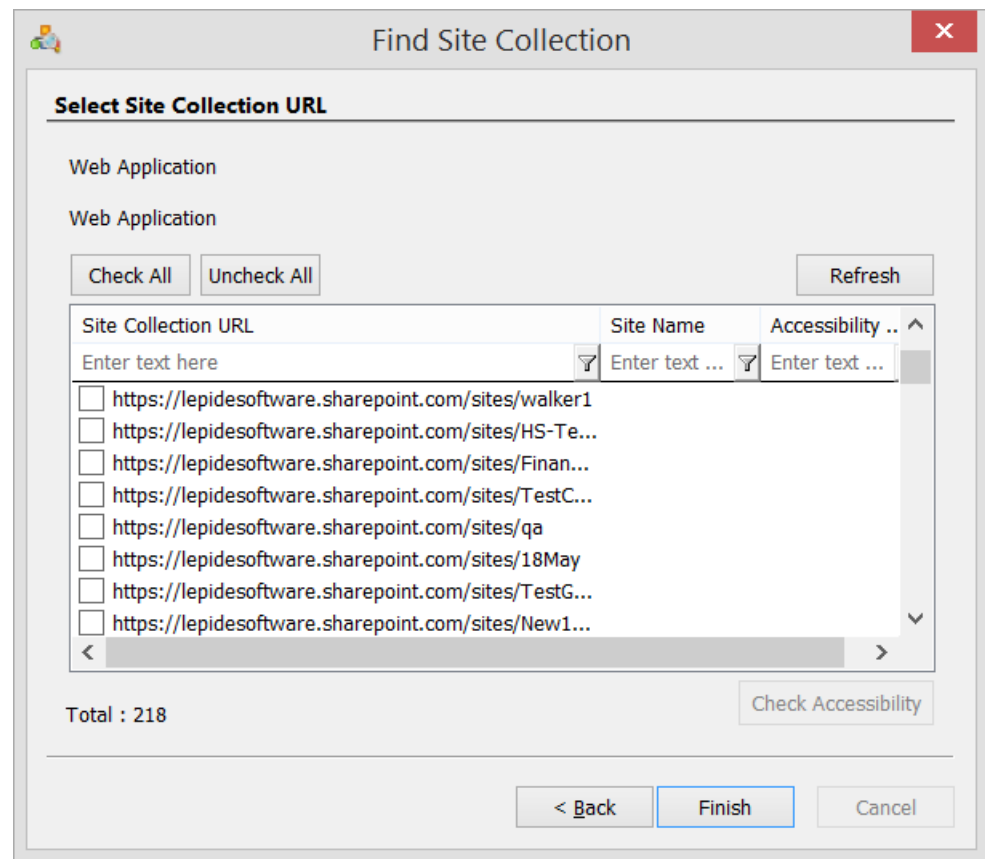 Find Site Collection
Select Site Collection URL
Web Application
Web Application
Check All Uncheck All Refresh
Site Collection URL Site Name Accessibility ..
Enter text here Enter text ... Enter text ...
https://lepidesoftware.sharepoint.com/sites/walker1
https://lepidesoftware.sharepoint.com/sites/HS-Te...
https://lepidesoftware.sharepoint.com/sites/Finan...
https://lepidesoftware.sharepoint.com/sites/TestC...
https://lepidesoftware.sharepoint.com/sites/qa
https://lepidesoftware.sharepoint.com/sites/18May
https://lepidesoftware.sharepoint.com/sites/TestG...
https://lepidesoftware.sharepoint.com/sites/New1...
Total : 218
Check Accessibility
< Back Finish Cancel